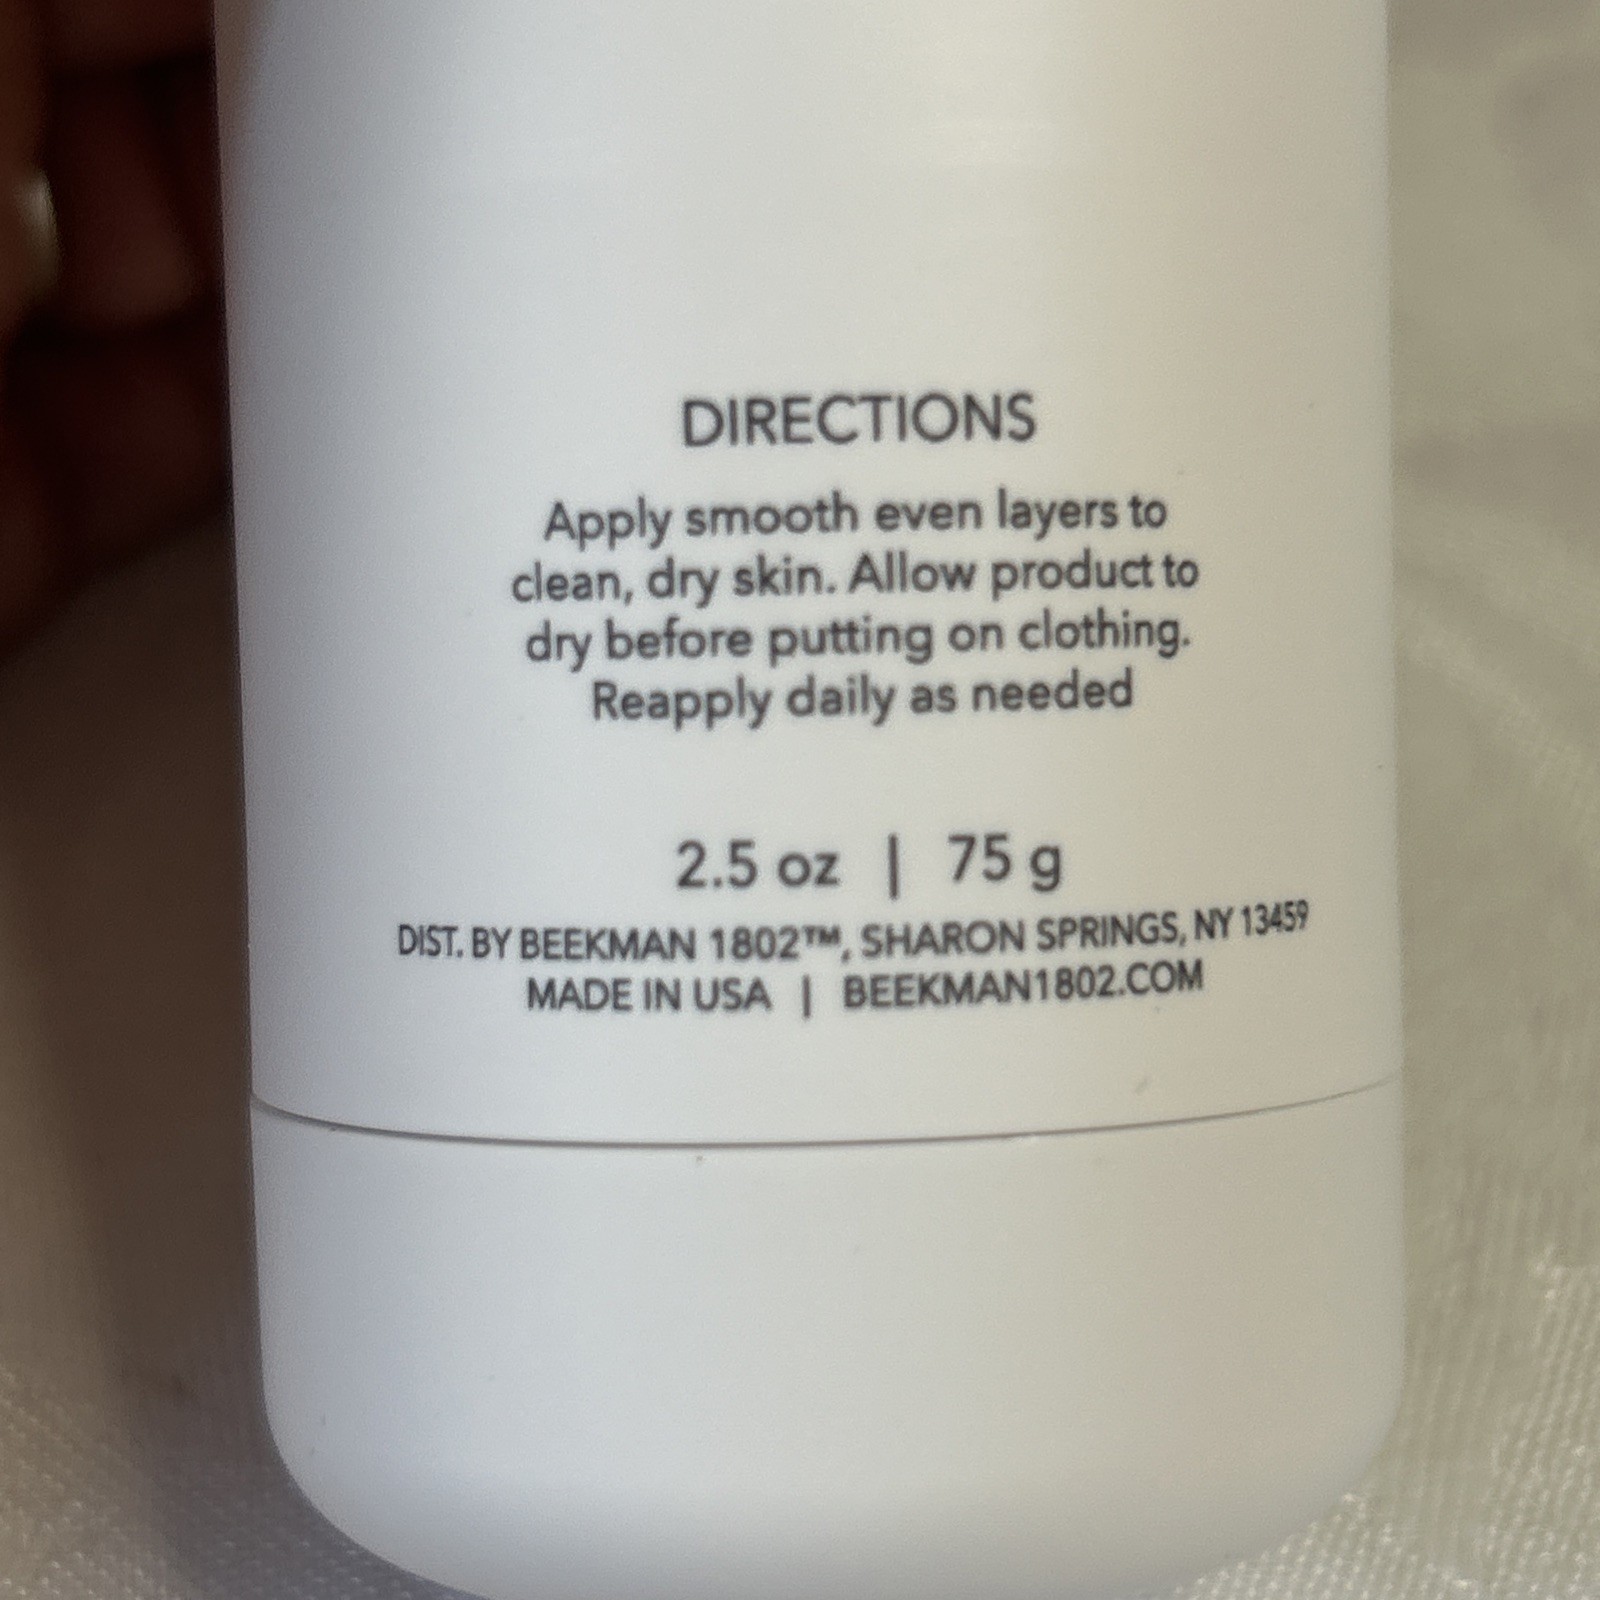 DIRECTIONS
Apply smooth even layers to
clean, dry skin. Allow product to
dry before putting on clothing.
Reapply daily as needed
2.5 oz | 75 g
DIST. BY BEEKMAN 1802™, SHARON SPRINGS, NY 13459
MADE IN USA | BEEKMAN1802.COM